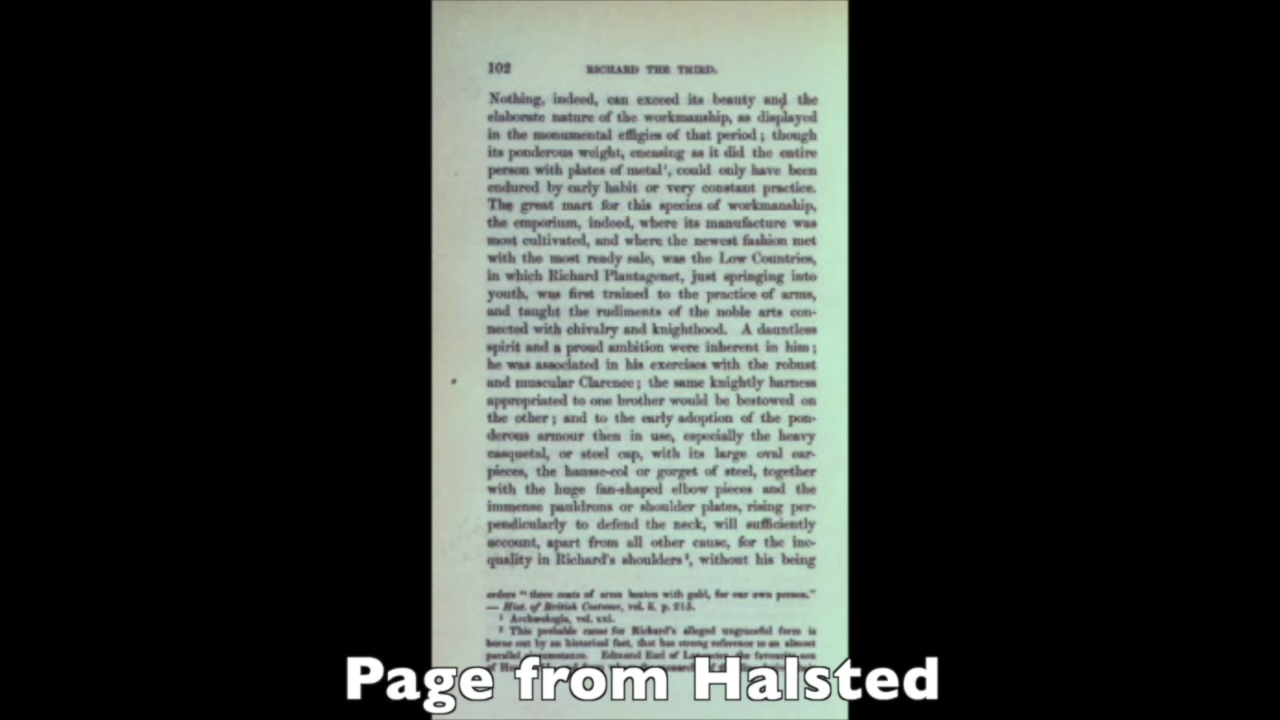 102 RICHARD THE THIRD.
Nothing, indeed, can exceed its beauty and the
elaborate nature of the workmanship, as displayed
in the monumental effigies of that period; though
its ponderous weight, encasing as it did the entire
person with plates of metal¹, could only have been
endured by early habit or very constant practice.
The great mart for this species of workmanship,
the emporium, indeed, where its manufacture was
most cultivated, and where the newest fashion met
with the most ready sale, was the Low Countries,
in which Richard Plantagenet, just springing into
youth, was first trained to the practice of arms,
and taught the rudiments of the noble arts con-
nected with chivalry and knighthood. A dauntless
spirit and a proud ambition were inherent in him;
he was associated in his exercises with the robust
and muscular Clarence; the same knightly harness
appropriated to one brother would be bestowed on
the other; and to the early adoption of the pon-
derous armour then in use, especially the heavy
casquetal, or steel cap, with its large oval ear-
pieces, the hausse-col or gorget of steel, together
with the huge fan-shaped elbow pieces and the
immense pauldrons or shoulder plates, rising per-
pendicularly to defend the neck, will sufficiently
account, apart from all other cause, for the ine-
quality in Richard's shoulders², without his being
orders "three coats of arms beaten with gold, for our own person."
— Hist. of British Costume, vol. ii. p. 215.
¹ Archæologia, vol. xxi.
² This probable cause for Richard's alleged ungraceful form is
borne out by an historical fact, that has strong reference to an almost
parallel circumstance. Edmund Earl of the favourite son
of
Page from Halsted